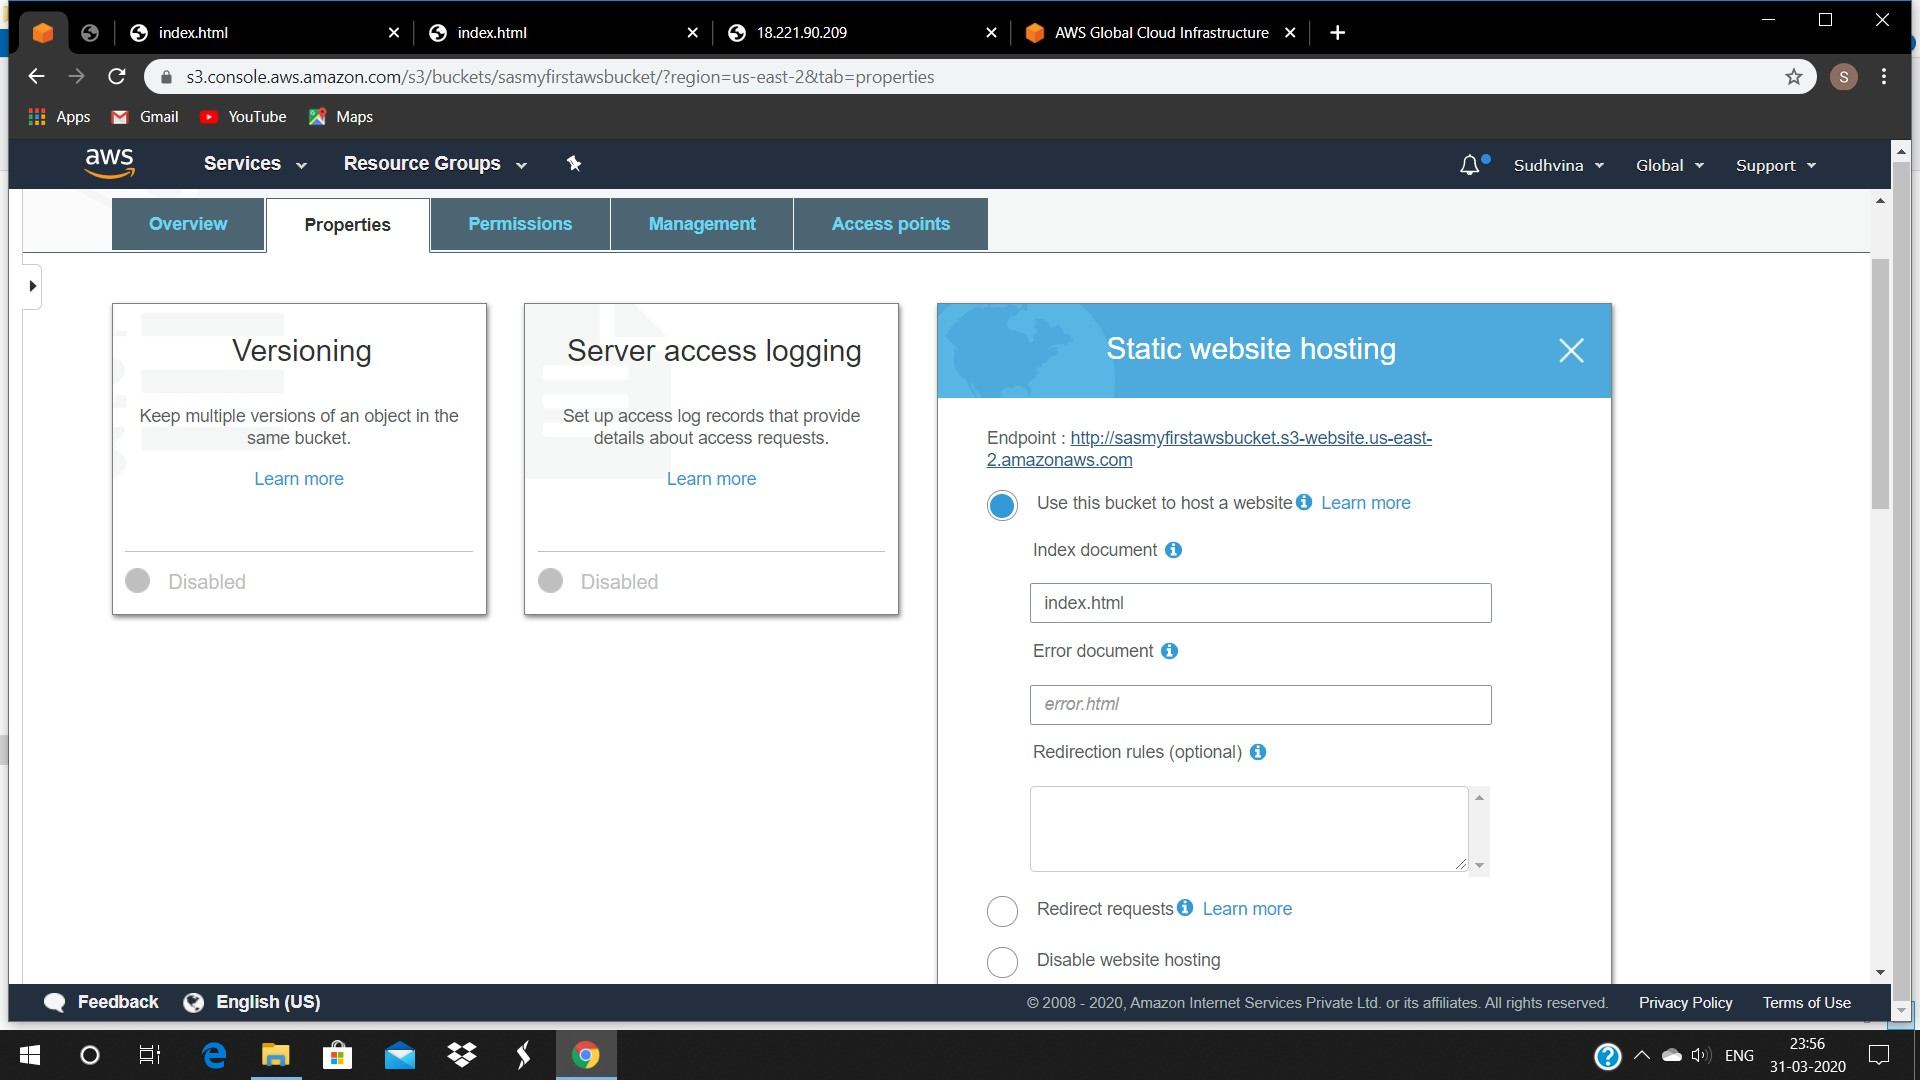 index.html
index.html
18.221.90.209
AWS Global Cloud Infrastructure
s3.console.aws.amazon.com/s3/buckets/sasmyfirstawsbucket/?region=us-east-2&tab=properties
S
Apps
Gmail
YouTube
Maps
aws
Services
Resource Groups
Sudhvina
Global
Support
Overview
Properties
Permissions
Management
Access points
Versioning
Keep multiple versions of an object in the
same bucket.
Learn more
Disabled
Server access logging
Set up access log records that provide
details about access requests.
Learn more
Disabled
Static website hosting
Endpoint : http://sasmyfirstawsbucket.s3-website.us-east-
2.amazonaws.com
Use this bucket to host a website Learn more
Index document
index.html
Error document
error.html
Redirection rules (optional)
Redirect requests Learn more
Disable website hosting
Feedback
English (US)
© 2008 - 2020, Amazon Internet Services Private Ltd. or its affiliates. All rights reserved.
Privacy Policy
Terms of Use
ENG
23:56
31-03-2020